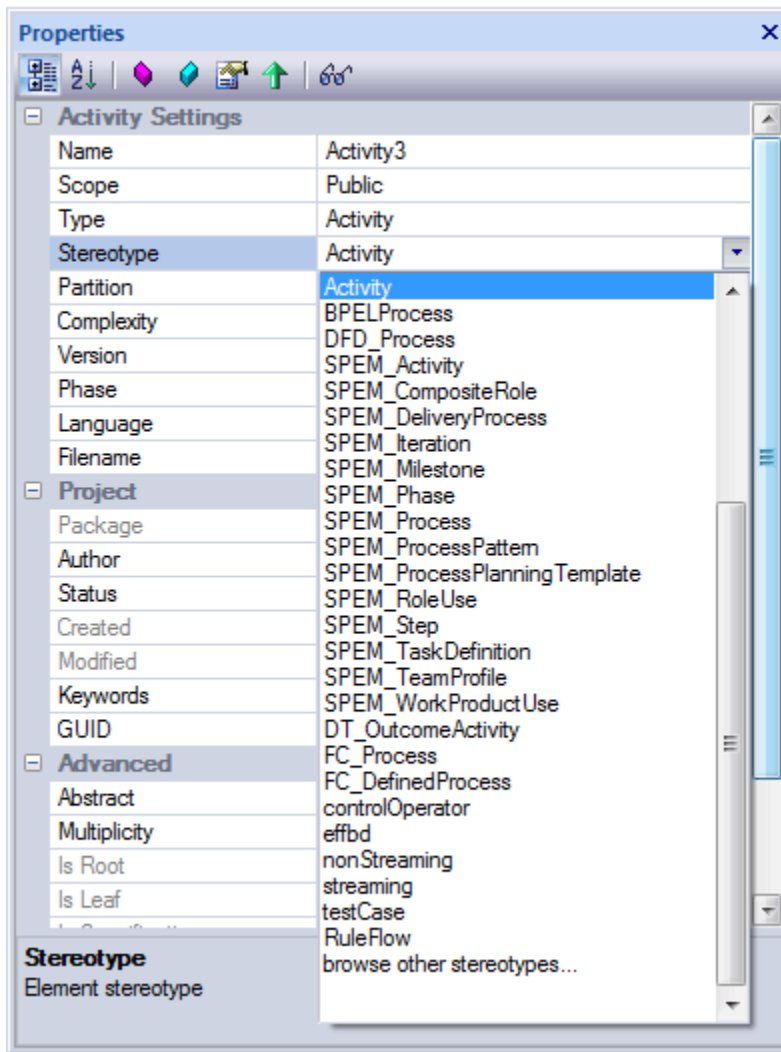 Properties
Activity Settings
Name Activity3
Scope Public
Type Activity
Stereotype Activity
Partition
Complexity
Version
Phase
Language
Filename
Project
Package
Author
Status
Created
Modified
Keywords
GUID
Advanced
Abstract
Multiplicity
Is Root
Is Leaf
Activity
BPELProcess
DFD_Process
SPEM_Activity
SPEM_CompositeRole
SPEM_DeliveryProcess
SPEM_Iteration
SPEM_Milestone
SPEM_Phase
SPEM_Process
SPEM_ProcessPattern
SPEM_ProcessPlanningTemplate
SPEM_RoleUse
SPEM_Step
SPEM_TaskDefinition
SPEM_TeamProfile
SPEM_WorkProductUse
DT_OutcomeActivity
FC_Process
FC_DefinedProcess
controlOperator
effbd
nonStreaming
streaming
testCase
RuleFlow
browse other stereotypes...
Stereotype
Element stereotype